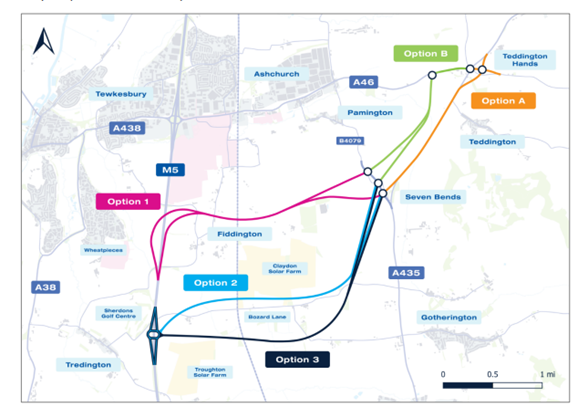 Option B
Teddington
Hands
Ashchurch
A46
Tewkesbury
Option A
Pamington
A438
B4079
Teddington
M5
Option 1
Seven Bends
Fiddington
Wheatpieces
Claydon
Solar Farm
A435
Option 2
A38
Sherdons
Golf Centre
Bozard Lane
Gotherington
Option 3
Tredington
Troughton
Solar Farm
0 0.5 1 mi